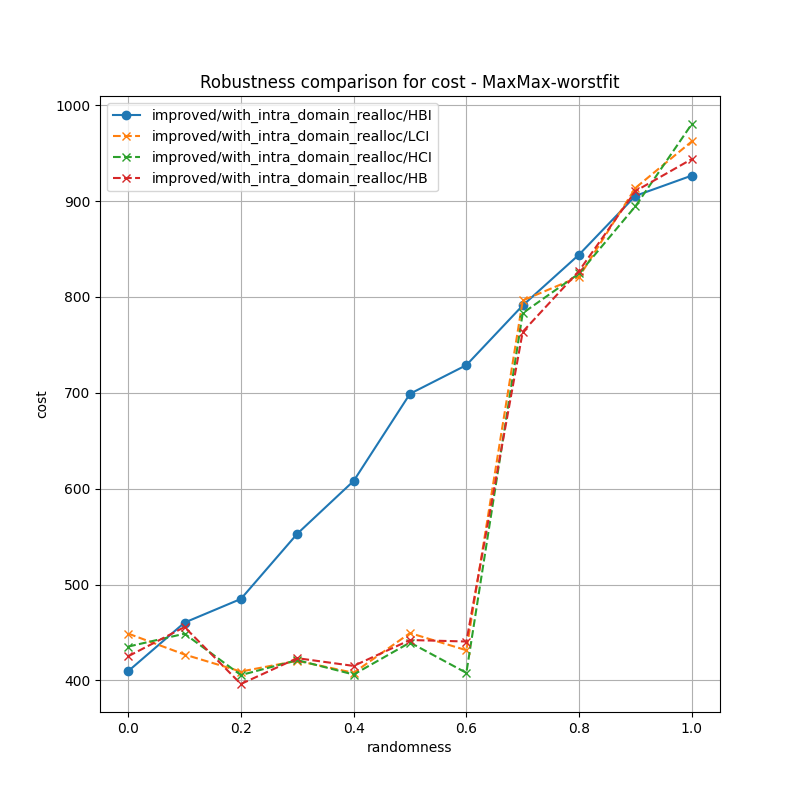 Robustness comparison for cost - MaxMax-worstfit
improved/with_intra_domain_realloc/HBI
improved/with_intra_domain_realloc/LCI
improved/with_intra_domain_realloc/HCI
improved/with_intra_domain_realloc/HB
1000
900
800
700
600
500
400
cost
0.0 0.2 0.4 0.6 0.8 1.0
randomness